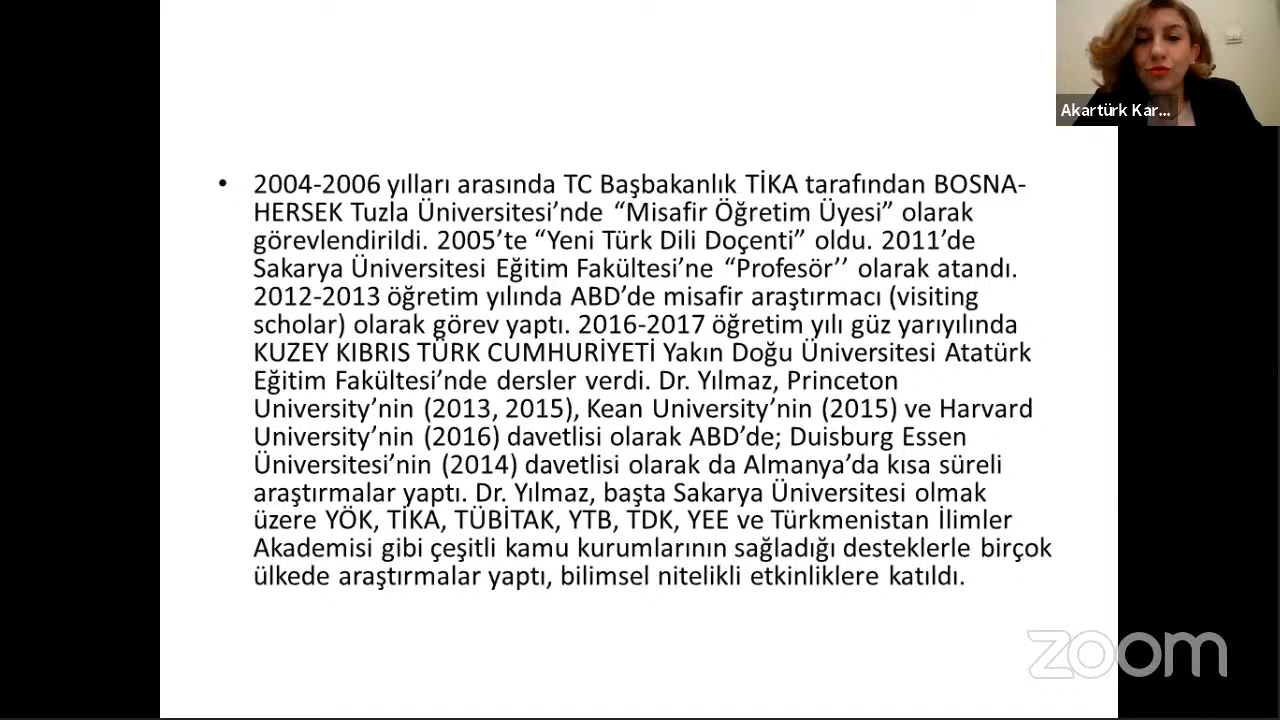 Akartürk Kar...
• 2004-2006 yılları arasında TC Başbakanlık TİKA tarafından BOSNA-
HERSEK Tuzla Üniversitesi’nde “Misafir Öğretim Üyesi” olarak
görevlendirildi. 2005’te “Yeni Türk Dili Doçenti” oldu. 2011’de
Sakarya Üniversitesi Eğitim Fakültesi’ne “Profesör’’ olarak atandı.
2012-2013 öğretim yılında ABD’de misafir araştırmacı (visiting
scholar) olarak görev yaptı. 2016-2017 öğretim yılı güz yarıyılında
KUZEY KIBRIS TÜRK CUMHURİYETİ Yakın Doğu Üniversitesi Atatürk
Eğitim Fakültesi’nde dersler verdi. Dr. Yılmaz, Princeton
University’nin (2013, 2015), Kean University’nin (2015) ve Harvard
University’nin (2016) davetlisi olarak ABD’de; Duisburg Essen
Üniversitesi’nin (2014) davetlisi olarak da Almanya’da kısa süreli
araştırmalar yaptı. Dr. Yılmaz, başta Sakarya Üniversitesi olmak
üzere YÖK, TİKA, TÜBİTAK, YTB, TDK, YEE ve Türkmenistan İlimler
Akademisi gibi çeşitli kamu kurumlarının sağladığı desteklerle birçok
ülkede araştırmalar yaptı, bilimsel nitelikli etkinliklere katıldı.
zoom